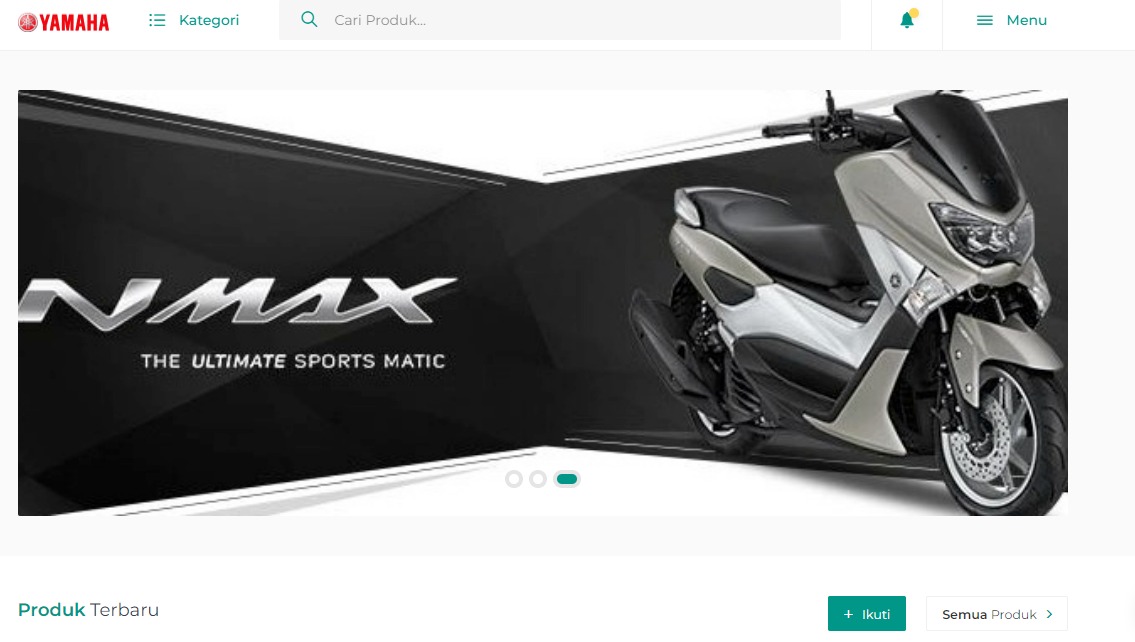 YAMAHA
Kategori
Cari Produk...
Menu
NMAX
THE ULTIMATE SPORTS MATIC
Produk Terbaru
+ Ikuti
Semua Produk >